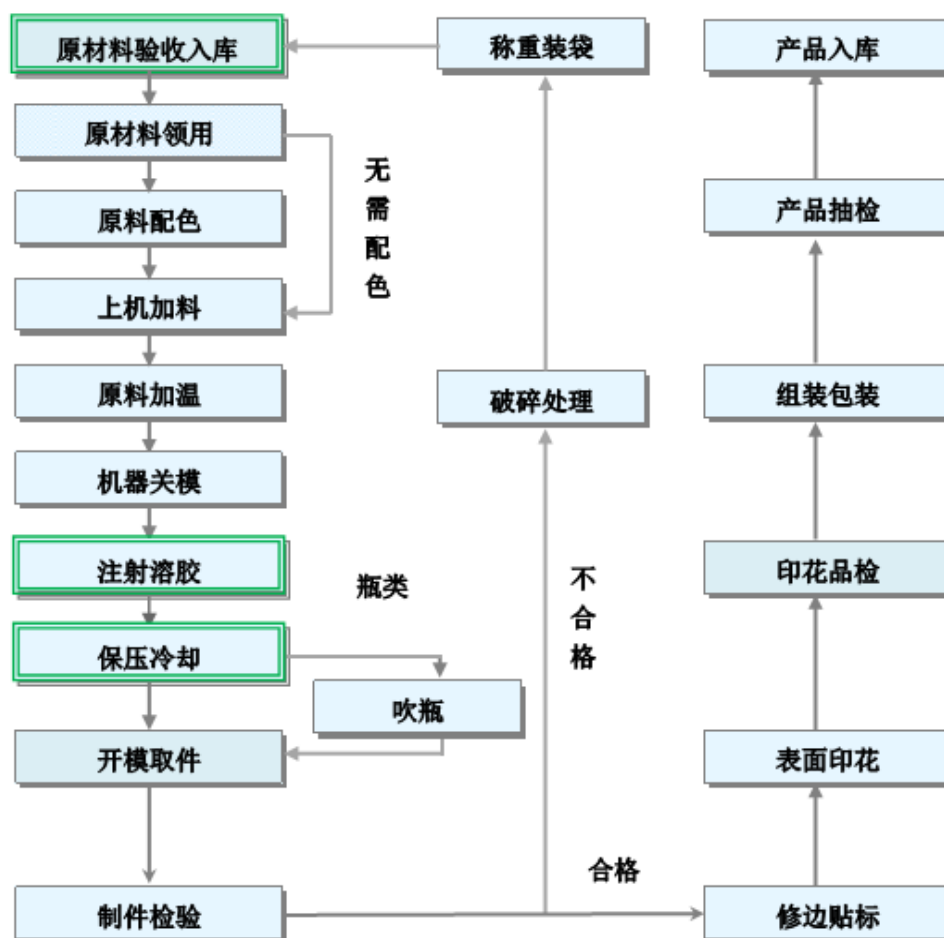 原材料验收入库
称重装袋
产品入库
原材料领用
无需配色
原料配色
产品抽检
上机加料
原料加温
破碎处理
组装包装
机器关模
注射溶胶
瓶类
不合格
印花品检
保压冷却
吹瓶
开模取件
表面印花
合格
制件检验
修边贴标